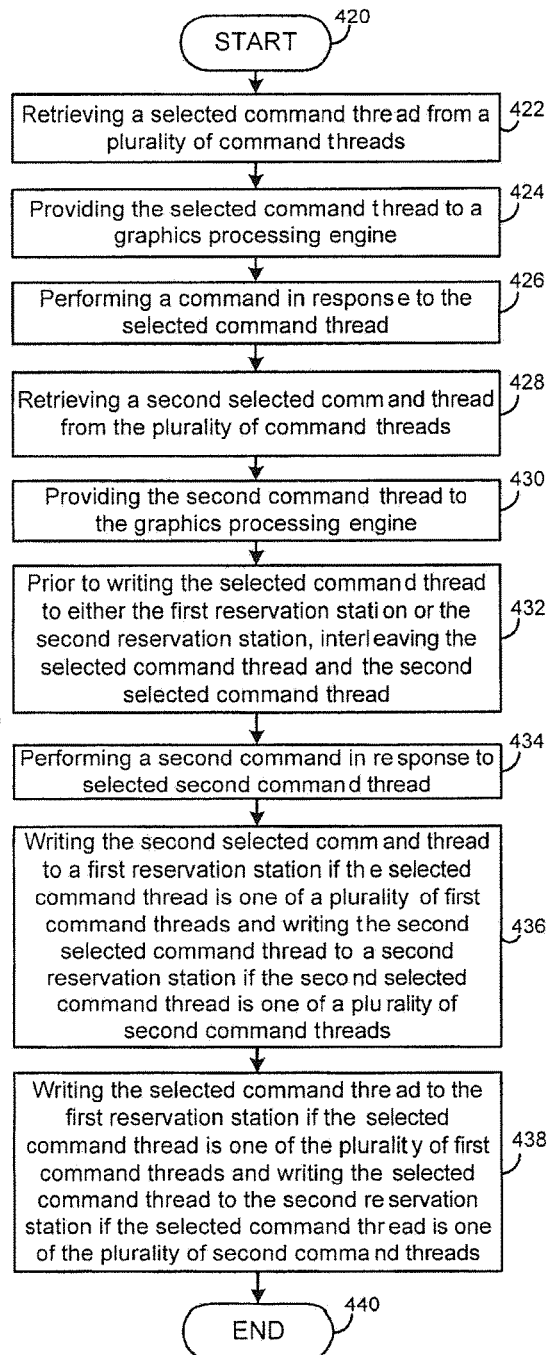 START
420
Retrieving a selected command thread from a
plurality of command threads
422
Providing the selected command thread to a
graphics processing engine
424
Performing a command in response to the
selected command thread
426
Retrieving a second selected command thread
from the plurality of command threads
428
Providing the second command thread to
the graphics processing engine
430
Prior to writing the selected command thread
to either the first reservation station or the
second reservation station, interleaving the
selected command thread and the second
selected command thread
432
Performing a second command in response to
selected second command thread
434
Writing the second selected command thread
to a first reservation station if the selected
command thread is one of a plurality of first
command threads and writing the second
selected command thread to a second
reservation station if the second selected
command thread is one of a plurality of
second command threads
436
Writing the selected command thread to the
first reservation station if the selected
command thread is one of the plurality of first
command threads and writing the selected
command thread to the second reservation
station if the selected command thread is one
of the plurality of second command threads
438
END
440